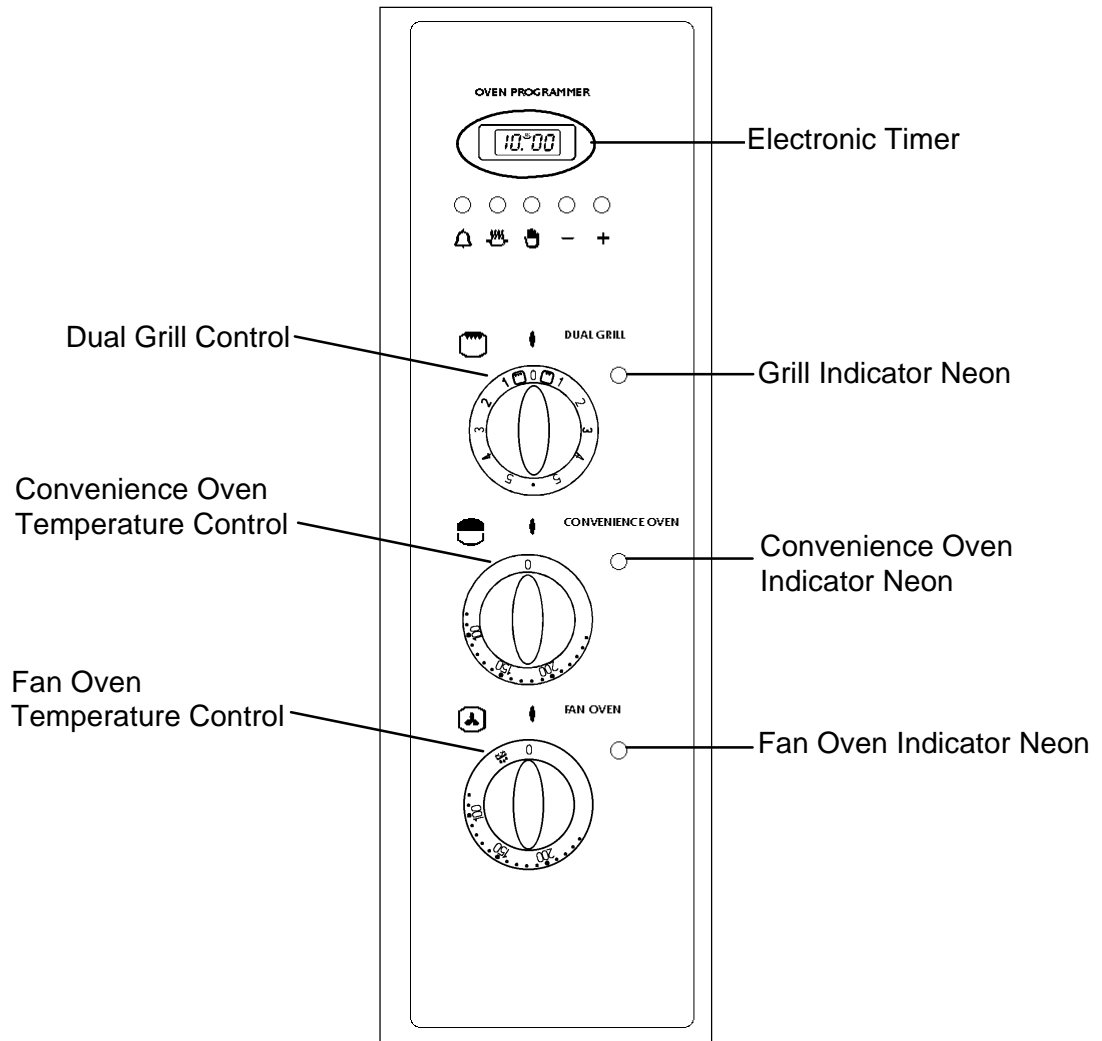 OVEN PROGRAMMER
10:00
Electronic Timer
− +
Dual Grill Control
DUAL GRILL
Grill Indicator Neon
1 0 1
2 2
3 3
4 4
5 5
Convenience Oven
Temperature Control
CONVENIENCE OVEN
Convenience Oven
Indicator Neon
0
100
150 200
Fan Oven
Temperature Control
FAN OVEN
Fan Oven Indicator Neon
0
100
150 200